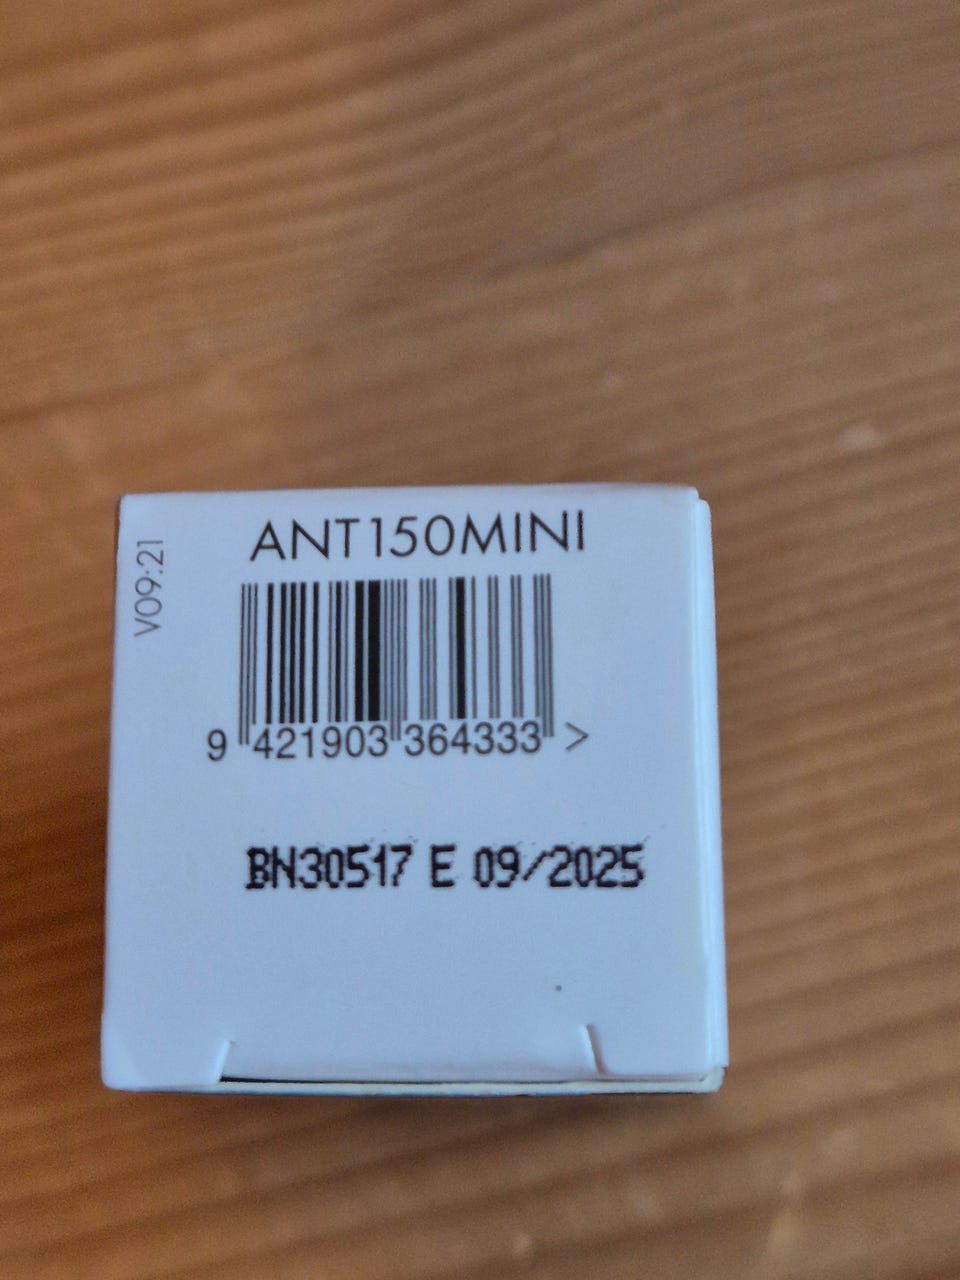 ANT150MINI
V09:21
9 421903 364333 >
BN30517 E 09/2025